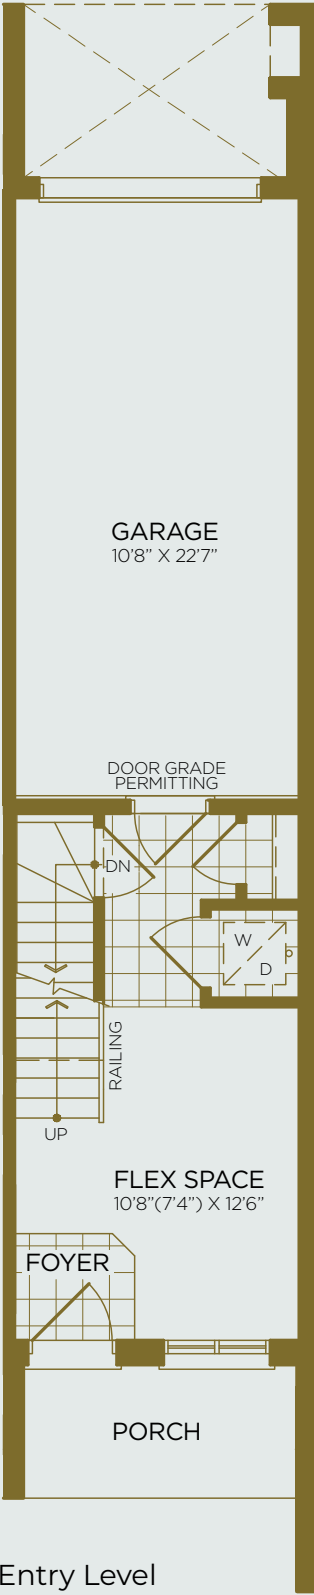 GARAGE
10’8” X 22’7”
DOOR GRADE
PERMITTING
DN
W
D
RAILING
UP
FLEX SPACE
10’8”(7’4”) X 12’6”
FOYER
PORCH
Entry Level